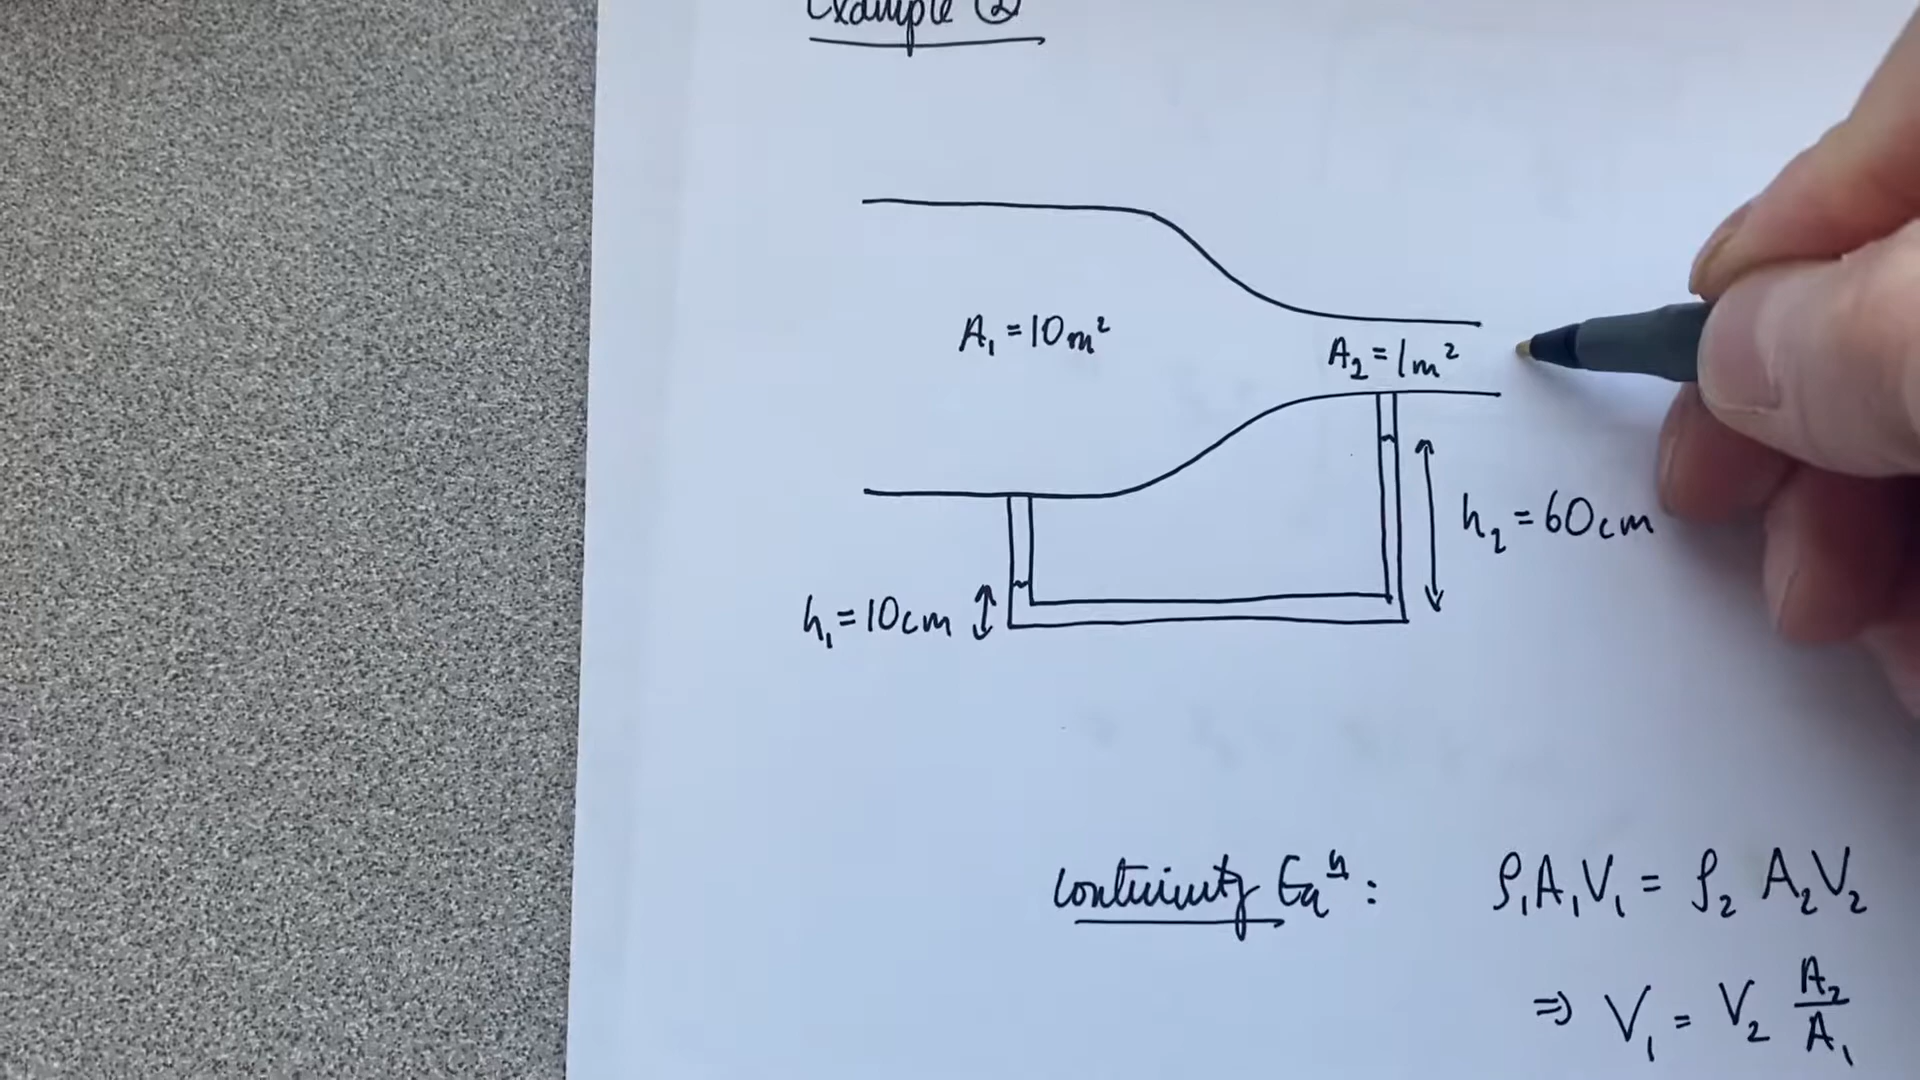 Example ②
A₁ = 10m²
A₂ = 1m²
h₂ = 60cm
h₁ = 10cm
Continuity Eqⁿ: ρ₁A₁V₁ = ρ₂ A₂V₂
⇒ V₁ = V₂ A₂/A₁